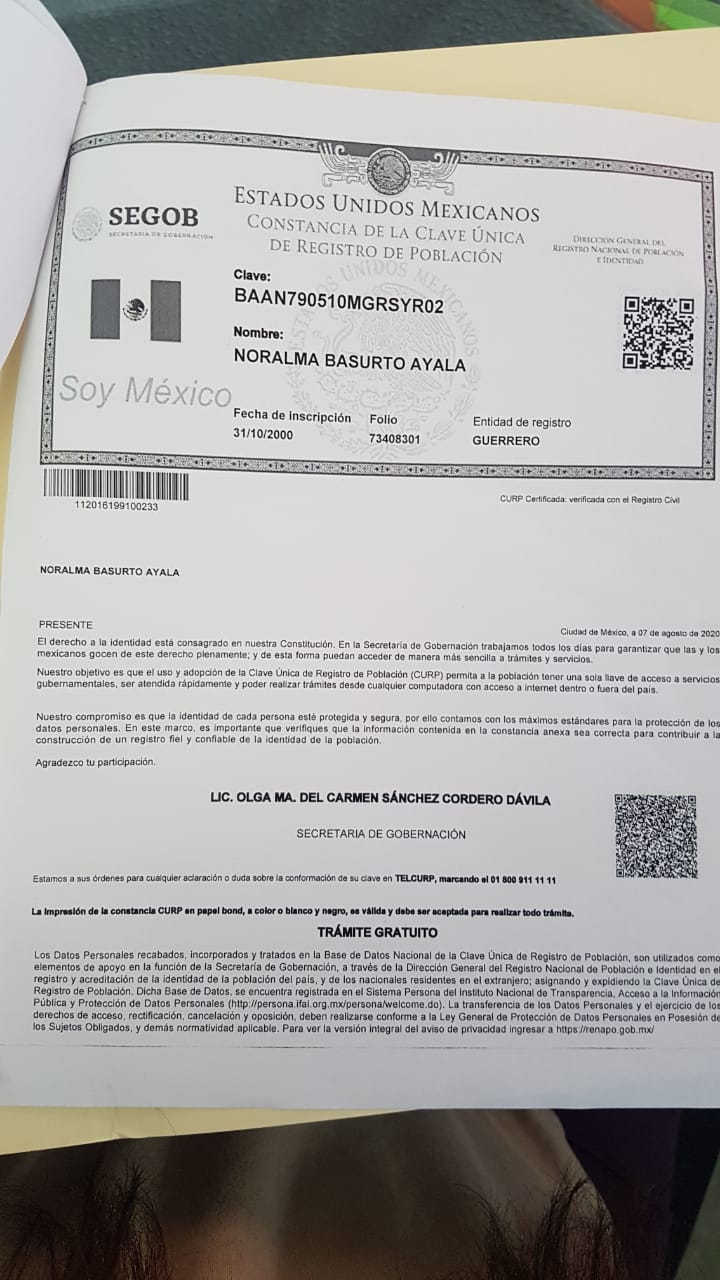 ESTADOS UNIDOS MEXICANOS
CONSTANCIA DE LA CLAVE ÚNICA
DE REGISTRO DE POBLACIÓN
SEGOB
SECRETARÍA DE GOBERNACIÓN
DIRECCIÓN GENERAL DEL
REGISTRO NACIONAL DE POBLACIÓN
E IDENTIDAD
Clave:
BAAN790510MGRSYR02
Nombre:
NORALMA BASURTO AYALA
Soy México
Fecha de inscripción
31/10/2000
Folio
73408301
Entidad de registro
GUERRERO
112016199100233
CURP Certificada: verificada con el Registro Civil
NORALMA BASURTO AYALA
PRESENTE
Ciudad de México, a 07 de agosto de 2020
El derecho a la identidad está consagrado en nuestra Constitución. En la Secretaría de Gobernación trabajamos todos los días para garantizar que las y los
mexicanos gocen de este derecho plenamente; y de esta forma puedan acceder de manera más sencilla a trámites y servicios.
Nuestro objetivo es que el uso y adopción de la Clave Única de Registro de Población (CURP) permita a la población tener una sola llave de acceso a servicios
gubernamentales, ser atendida rápidamente y poder realizar trámites desde cualquier computadora con acceso a internet dentro o fuera del país.
Nuestro compromiso es que la identidad de cada persona esté protegida y segura, por ello contamos con los máximos estándares para la protección de los
datos personales. En este marco, es importante que verifiques que la información contenida en la constancia anexa sea correcta para contribuir a la
construcción de un registro fiel y confiable de la identidad de la población.
Agradezco tu participación.
LIC. OLGA MA. DEL CARMEN SÁNCHEZ CORDERO DÁVILA
SECRETARIA DE GOBERNACIÓN
Estamos a sus órdenes para cualquier aclaración o duda sobre la conformación de su clave en TELCURP, marcando el 01 800 911 11 11
La impresión de la constancia CURP en papel bond, a color o blanco y negro, es válida y debe ser aceptada para realizar todo trámite.
TRÁMITE GRATUITO
Los Datos Personales recabados, incorporados y tratados en la Base de Datos Nacional de la Clave Única de Registro de Población, son utilizados como
elementos de apoyo en la función de la Secretaría de Gobernación, a través de la Dirección General del Registro Nacional de Población e Identidad en el
registro y acreditación de la identidad de la población del país, y de los nacionales residentes en el extranjero; asignando y expidiendo la Clave Única de
Registro de Población. Dicha Base de Datos, se encuentra registrada en el Sistema Persona del Instituto Nacional de Transparencia, Acceso a la Información
Pública y Protección de Datos Personales (http://persona.ifai.org.mx/persona/welcome.do). La transferencia de los Datos Personales y el ejercicio de los
derechos de acceso, rectificación, cancelación y oposición, deben realizarse conforme a la Ley General de Protección de Datos Personales en Posesión de
los Sujetos Obligados, y demás normatividad aplicable. Para ver la versión integral del aviso de privacidad ingresar a https://renapo.gob.mx/